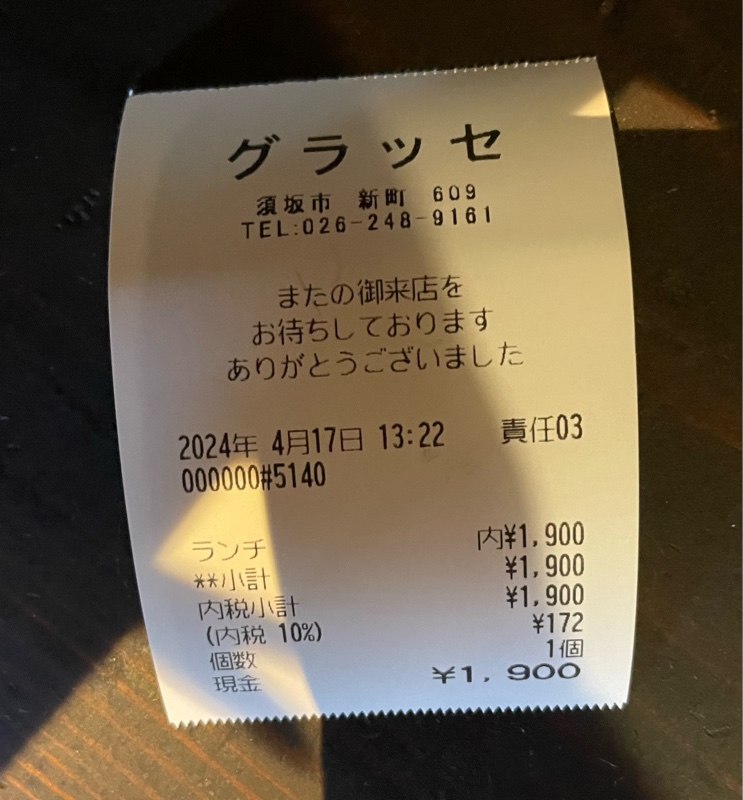 グラッセ
須坂市 新町 609
TEL:026-248-9161
またの御来店を
お待ちしております
ありがとうございました
2024年 4月17日 13:22 責任03
000000#5140
ランチ 内¥1,900
**小計 ¥1,900
内税小計 ¥1,900
(内税 10%) ¥172
個数 1個
現金 ¥1,900